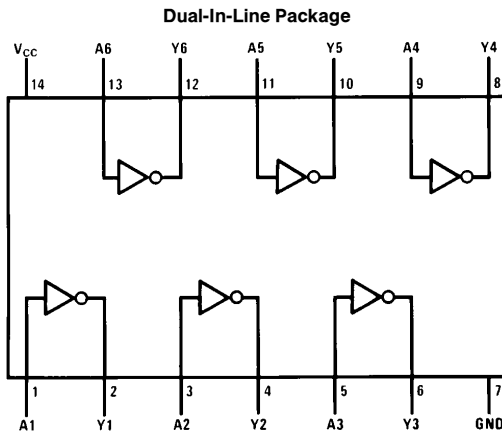 Dual-In-Line Package
VCC A6 Y6 A5 Y5 A4 Y4
14 13 12 11 10 9 8
1 2 3 4 5 6 7
A1 Y1 A2 Y2 A3 Y3 GND